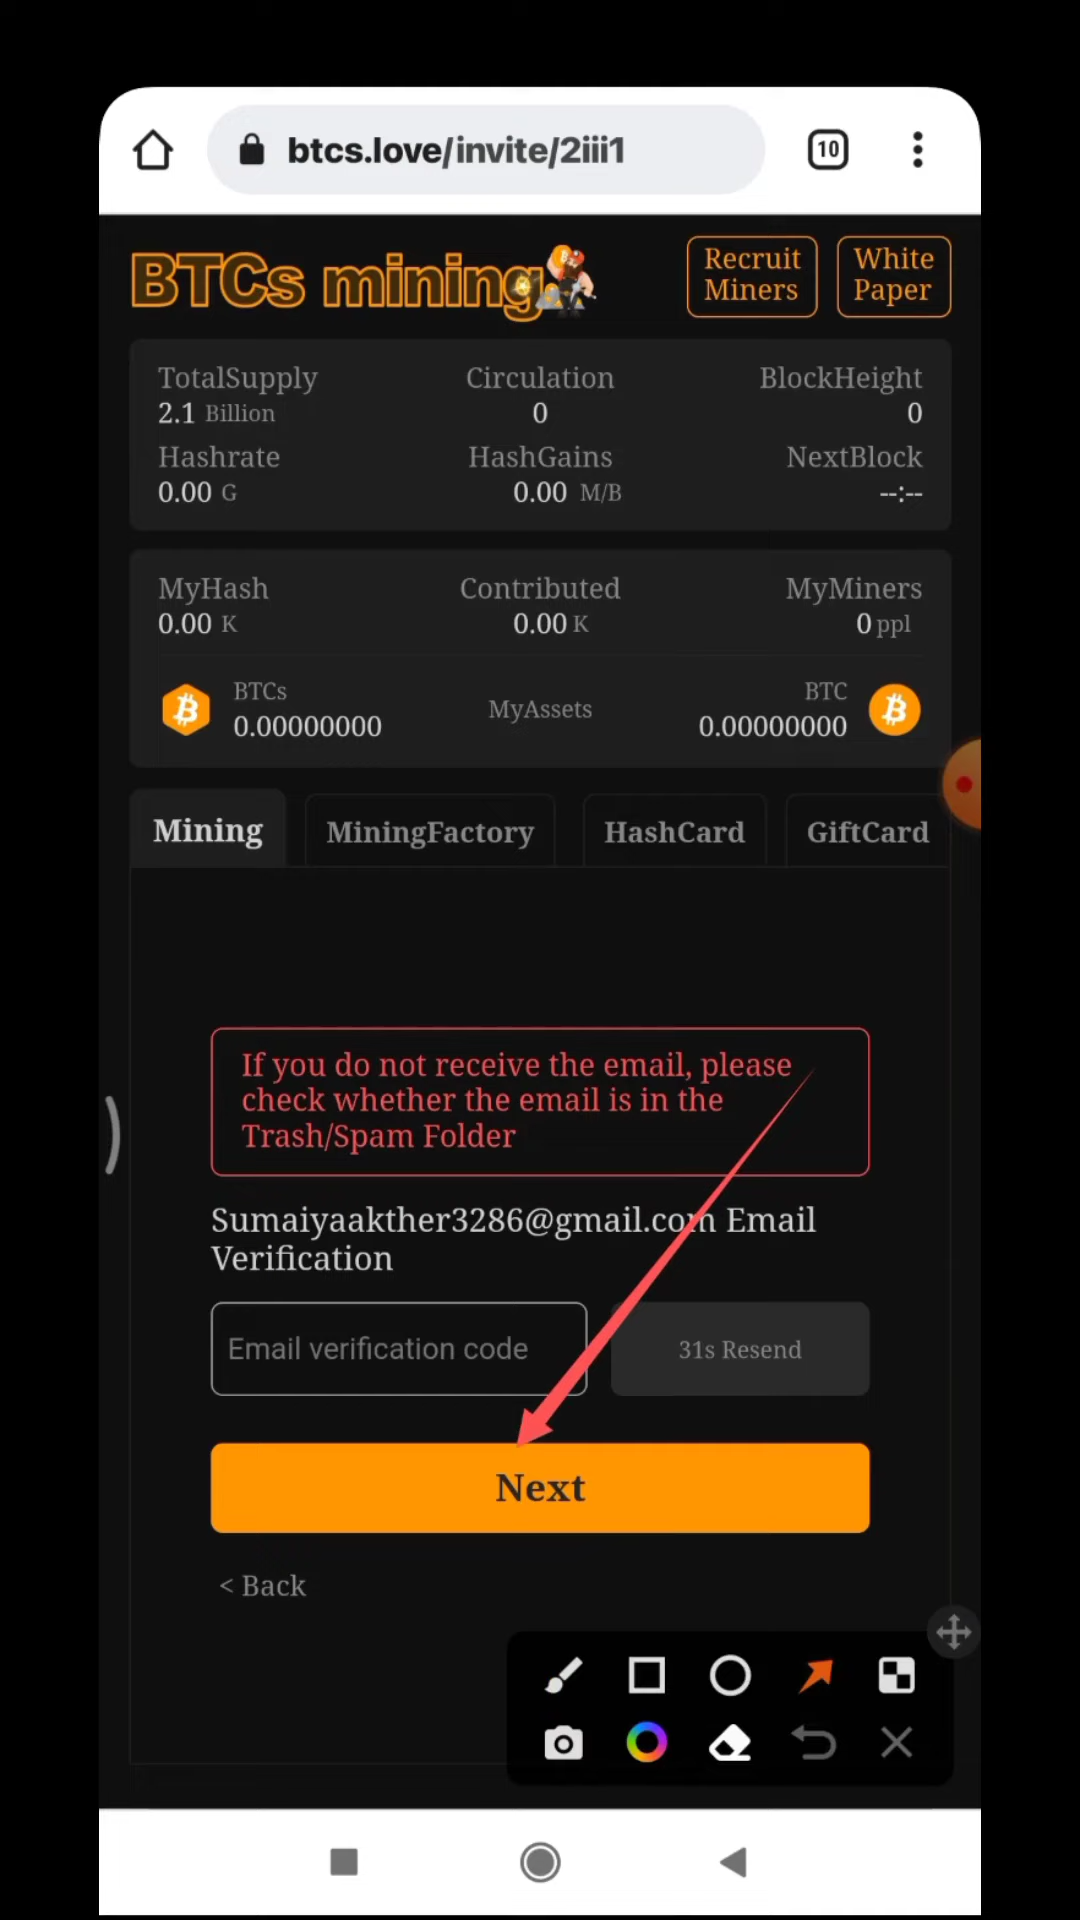 btcs.love/invite/2iii1
10
BTCs mining
Recruit Miners
White Paper
TotalSupply Circulation BlockHeight
2.1 Billion 0 0
Hashrate HashGains NextBlock
0.00 G 0.00 M/B --:--
MyHash Contributed MyMiners
0.00 K 0.00 K 0 ppl
BTCs MyAssets BTC
0.00000000 0.00000000
Mining MiningFactory HashCard GiftCard
If you do not receive the email, please
check whether the email is in the
Trash/Spam Folder
Sumaiyaakther3286@gmail.com Email
Verification
Email verification code 31s Resend
Next
< Back